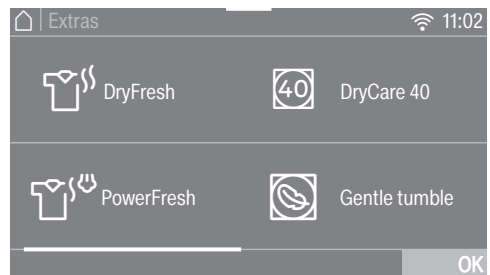 Extras 11:02
DryFresh
40 DryCare 40
PowerFresh
Gentle tumble
OK